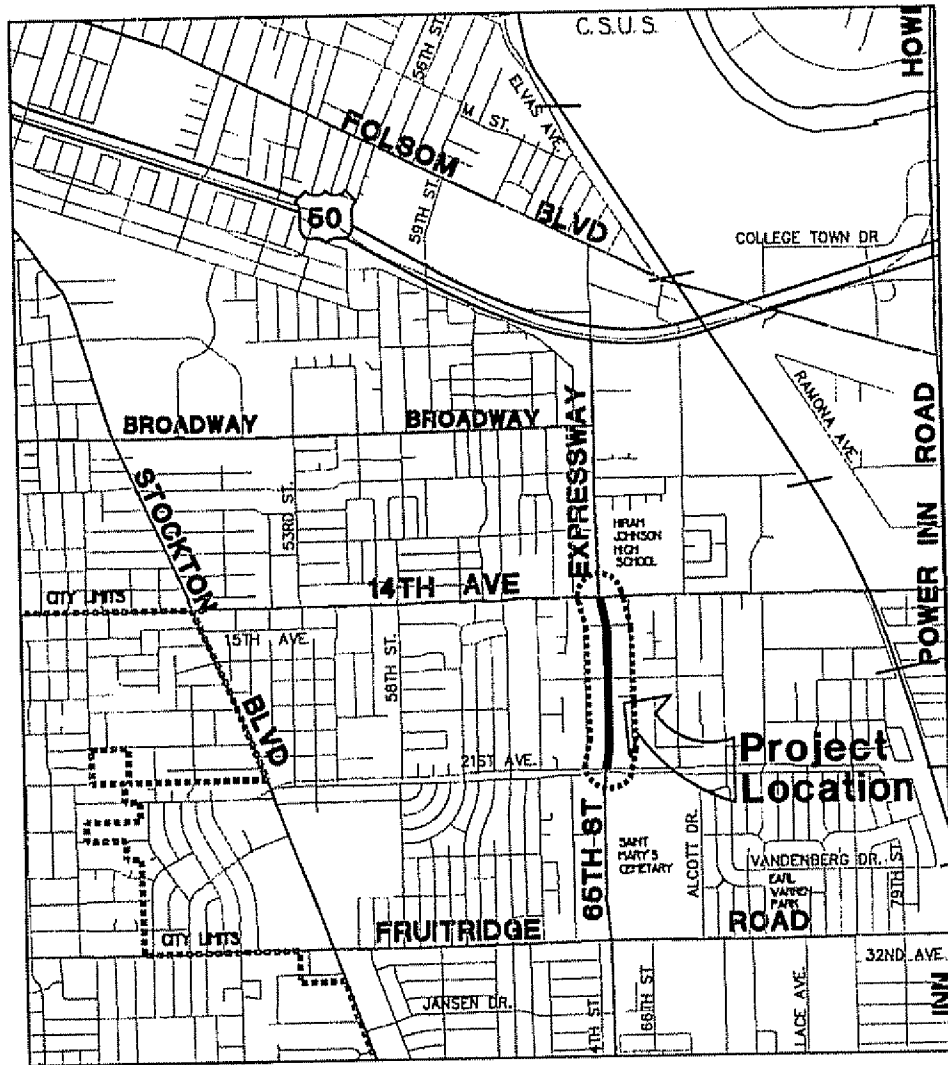 C.S.U.S.
HOWE
56TH ST.
ELVAS AVE.
M ST.
FOLSOM
BLVD
59TH ST.
50
COLLEGE TOWN DR
RAMONA AVE.
BROADWAY
BROADWAY
EXPRESSWAY
POWER INN ROAD
STOCKTON
BLVD
53RD ST.
HIRAM
JOHNSON
HIGH
SCHOOL
14TH AVE
CITY LIMITS
15TH AVE.
58TH ST.
21ST AVE.
Project
Location
65TH ST
SAINT
MARY'S
CEMETARY
ALCOTT DR.
VANDENBERG DR.
EARL
WARREN
PARK
79TH ST.
FRUITRIDGE
ROAD
CITY LIMITS
32ND AVE.
JANSEN DR.
4TH ST
66TH ST
LACE AVE.
INN